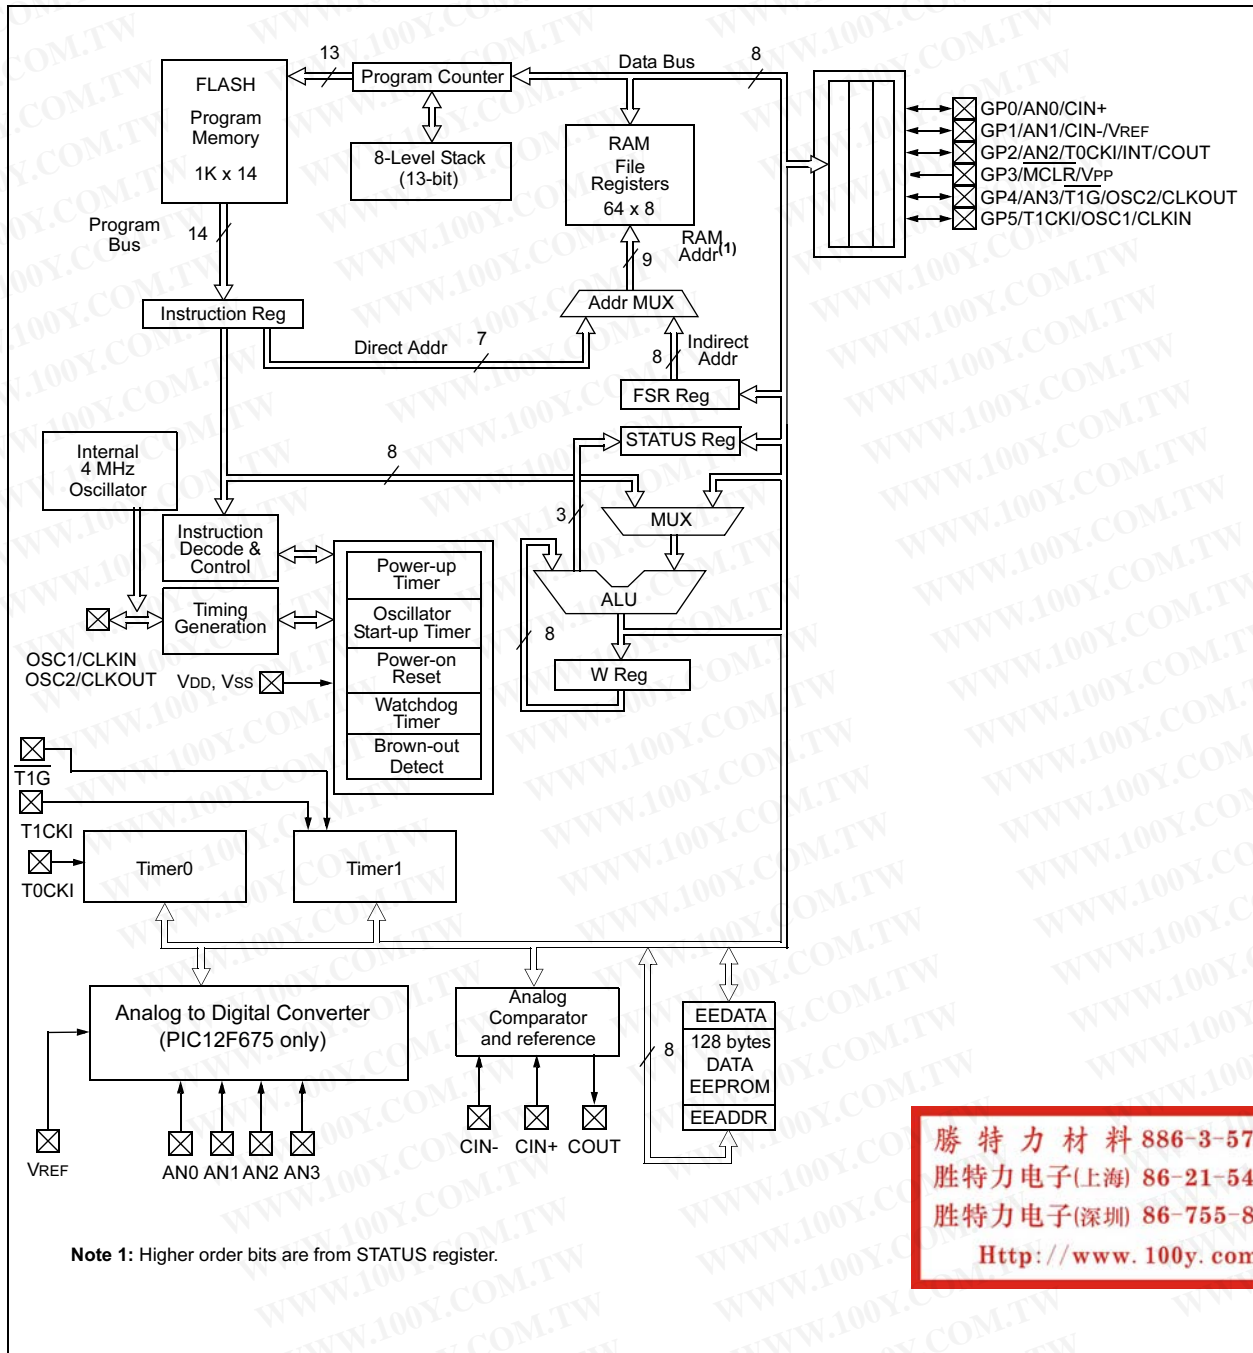 13
Data Bus
8
FLASH
Program
Memory
1K x 14
Program Counter
8-Level Stack
(13-bit)
RAM
File
Registers
64 x 8
GP0/AN0/CIN+
GP1/AN1/CIN-/VREF
GP2/AN2/T0CKI/INT/COUT
GP3/MCLR/VPP
GP4/AN3/T1G/OSC2/CLKOUT
GP5/T1CKI/OSC1/CLKIN
Program
Bus
14
RAM
Addr(1)
9
Instruction Reg
Addr MUX
Direct Addr
7
Indirect
Addr
8
FSR Reg
STATUS Reg
Internal
4 MHz
Oscillator
8
3
MUX
Instruction
Decode &
Control
Power-up
Timer
Oscillator
Start-up Timer
Power-on
Reset
Watchdog
Timer
Brown-out
Detect
ALU
8
W Reg
Timing
Generation
OSC1/CLKIN
OSC2/CLKOUT
VDD, VSS
T1G
T1CKI
T0CKI
Timer0
Timer1
Analog to Digital Converter
(PIC12F675 only)
Analog
Comparator
and reference
EEDATA
128 bytes
DATA
EEPROM
EEADDR
8
VREF
AN0 AN1 AN2 AN3
CIN- CIN+ COUT
勝特力材料 886-3-57
胜特力电子(上海) 86-21-54
胜特力电子(深圳) 86-755-8
Http://www.100y.com
Note 1: Higher order bits are from STATUS register.
WWW.100Y.COM.TW